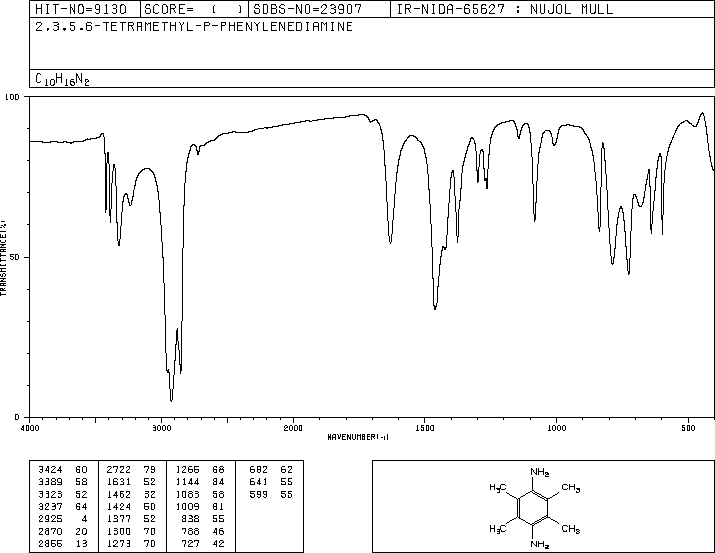 HIT-NO=9130 SCORE= ( ) SDBS-NO=23907 IR-NIDA-65627 : NUJOL MULL
2,3,5,6-TETRAMETHYL-P-PHENYLENEDIAMINE
C10H16N2
100
50
0
TRANSMITTANCE(%)
4000 3000 2000 1500 1000 500
WAVENUMBER(-1)
3424 60 2722 79 1266 68 682 62
3389 58 1631 52 1144 84 641 55
3323 52 1462 32 1083 58 599 55
3237 64 1424 50 1009 81
2925 4 1377 52 838 55
2870 20 1300 70 788 46
2855 13 1273 70 727 42
NH2
H3C CH3
H3C CH3
NH2